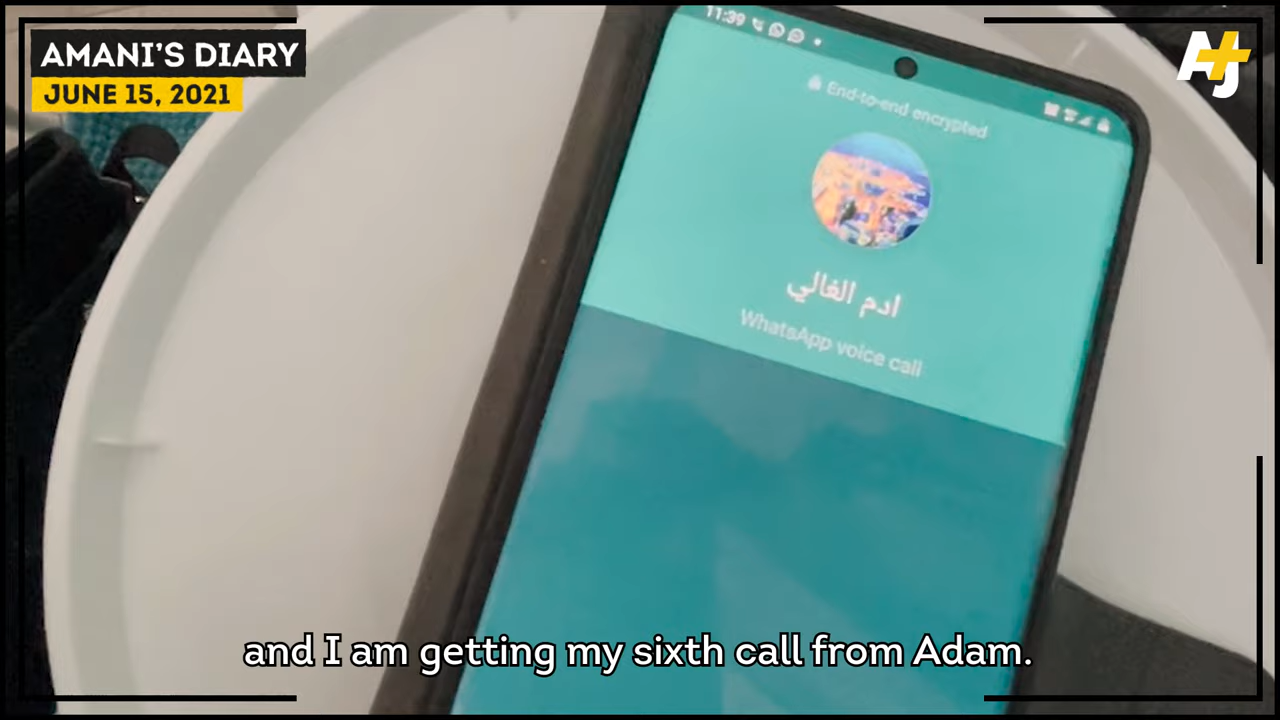 AMANI'S DIARY
JUNE 15, 2021
AJ+
11:39
End-to-end encrypted
ادم الغالي
WhatsApp voice call
and I am getting my sixth call from Adam.